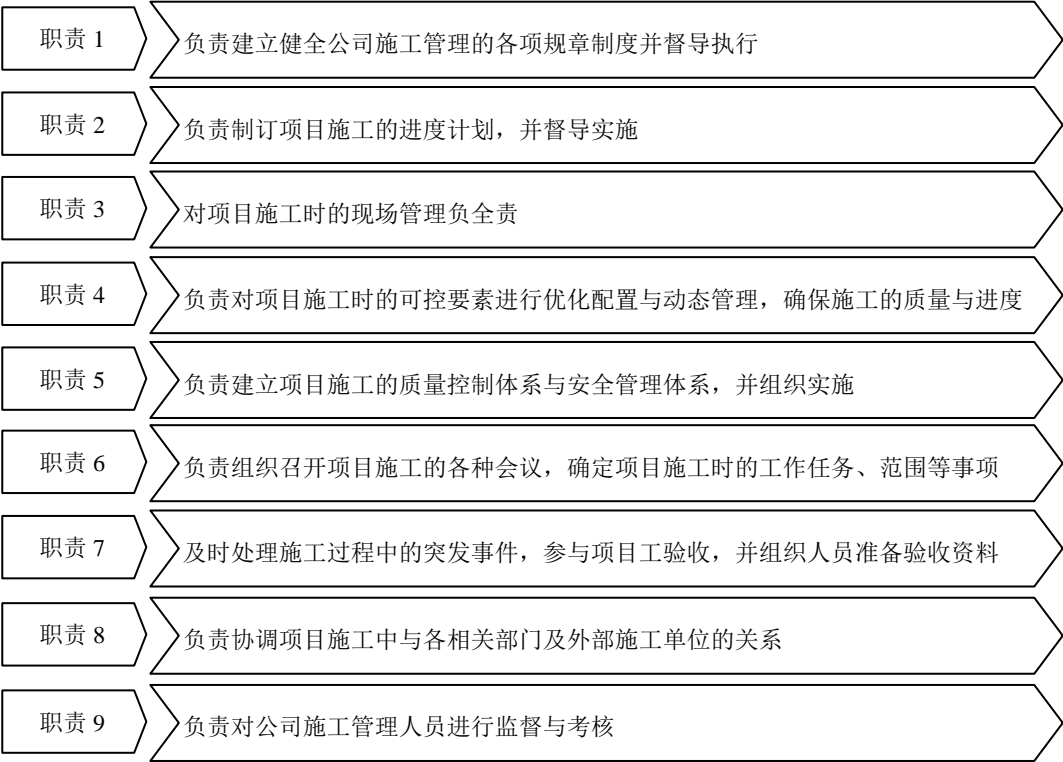 职责 1
负责建立健全公司施工管理的各项规章制度并督导执行
职责 2
负责制订项目施工的进度计划，并督导实施
职责 3
对项目施工时的现场管理负全责
职责 4
负责对项目施工时的可控要素进行优化配置与动态管理，确保施工的质量与进度
职责 5
负责建立项目施工的质量控制体系与安全管理体系，并组织实施
职责 6
负责组织召开项目施工的各种会议，确定项目施工时的工作任务、范围等事项
职责 7
及时处理施工过程中的突发事件，参与项目工验收，并组织人员准备验收资料
职责 8
负责协调项目施工中与各相关部门及外部施工单位的关系
职责 9
负责对公司施工管理人员进行监督与考核